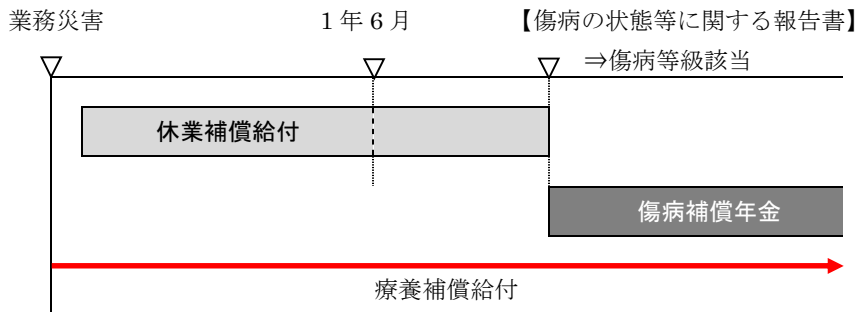 業務災害 1年6月 【傷病の状態等に関する報告書】
⇒傷病等級該当
休業補償給付
傷病補償年金
療養補償給付